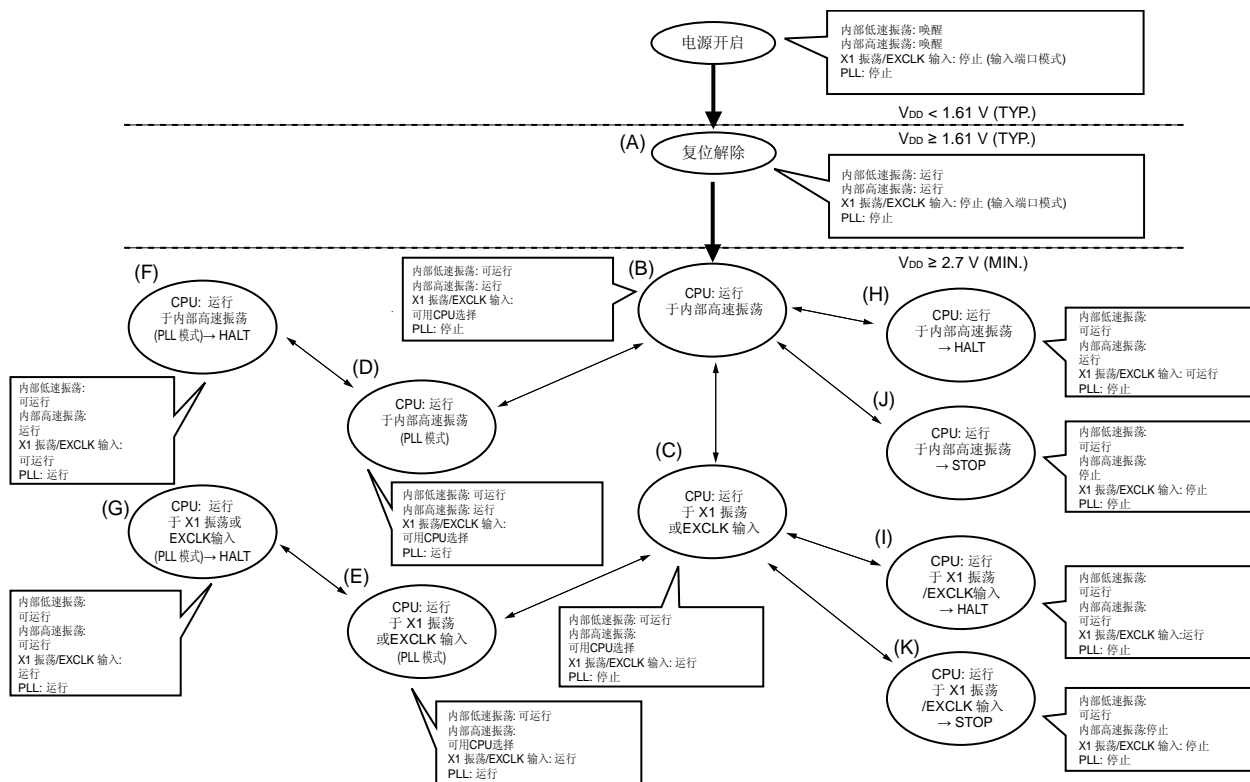 电源开启
内部低速振荡: 唤醒
内部高速振荡: 唤醒
X1 振荡/EXCLK 输入: 停止 (输入端口模式)
PLL: 停止
VDD < 1.61 V (TYP.)
VDD ≥ 1.61 V (TYP.)
(A)
复位解除
内部低速振荡: 运行
内部高速振荡: 运行
X1 振荡/EXCLK 输入: 停止 (输入端口模式)
PLL: 停止
VDD ≥ 2.7 V (MIN.)
(B)
CPU: 运行
于内部高速振荡
内部低速振荡: 可运行
内部高速振荡: 运行
X1 振荡/EXCLK 输入:
可用CPU选择
PLL: 停止
(F)
CPU: 运行
于内部高速振荡
(PLL 模式)→ HALT
内部低速振荡:
可运行
内部高速振荡:
运行
X1 振荡/EXCLK 输入:
可运行
PLL: 运行
(D)
CPU: 运行
于内部高速振荡
(PLL 模式)
内部低速振荡: 可运行
内部高速振荡: 运行
X1 振荡/EXCLK 输入:
可用CPU选择
PLL: 运行
(H)
CPU: 运行
于内部高速振荡
→ HALT
内部低速振荡:
可运行
内部高速振荡:
运行
X1 振荡/EXCLK 输入: 可运行
PLL: 停止
(J)
CPU: 运行
于内部高速振荡
→ STOP
内部低速振荡:
可运行
内部高速振荡:
停止
X1 振荡/EXCLK 输入: 停止
PLL: 停止
(C)
CPU: 运行
于 X1 振荡
或EXCLK 输入
内部低速振荡: 可运行
内部高速振荡:
可用CPU选择
X1 振荡/EXCLK 输入: 运行
PLL: 停止
(G)
CPU: 运行
于 X1 振荡或
EXCLK输入
(PLL 模式)→ HALT
内部低速振荡:
可运行
内部高速振荡:
可运行
X1 振荡/EXCLK 输入:
运行
PLL: 运行
(E)
CPU: 运行
于 X1 振荡
或EXCLK 输入
(PLL 模式)
内部低速振荡: 可运行
内部高速振荡:
可用CPU选择
X1 振荡/EXCLK 输入: 运行
PLL: 运行
(I)
CPU: 运行
于 X1 振荡
/EXCLK输入
→ HALT
内部低速振荡:
可运行
内部高速振荡:
可运行
X1 振荡/EXCLK 输入:运行
PLL: 停止
(K)
CPU: 运行
于 X1 振荡
/EXCLK 输入
→ STOP
内部低速振荡:
可运行
内部高速振荡:停止
X1 振荡/EXCLK 输入: 停止
PLL: 停止